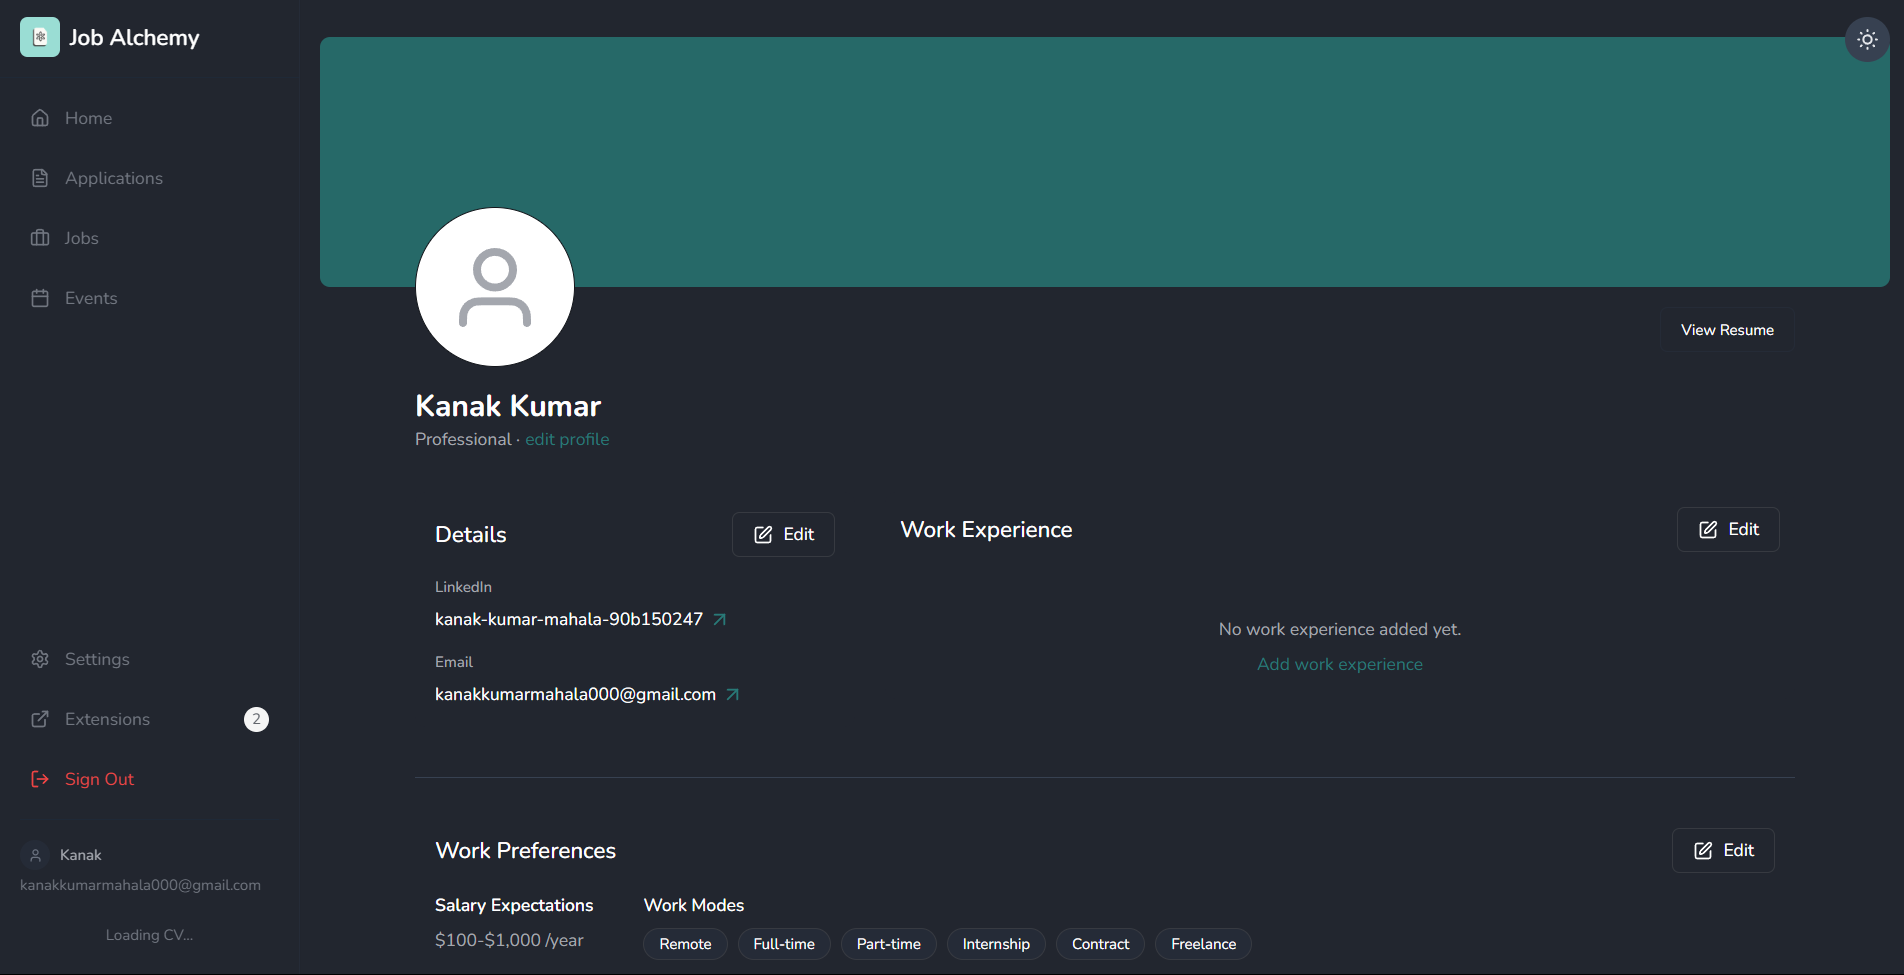 Job Alchemy
Home
Applications
Jobs
Events
Settings
Extensions 2
Sign Out
Kanak
kanakkumarmahala000@gmail.com
Loading CV...
View Resume
Kanak Kumar
Professional · edit profile
Details
Edit
LinkedIn
kanak-kumar-mahala-90b150247
Email
kanakkumarmahala000@gmail.com
Work Experience
Edit
No work experience added yet.
Add work experience
Work Preferences
Edit
Salary Expectations
$100-$1,000 /year
Work Modes
Remote Full-time Part-time Internship Contract Freelance